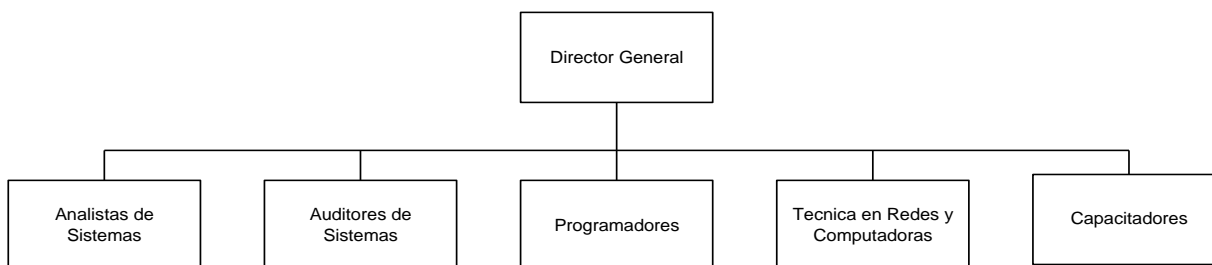 Director General
Analistas de
Sistemas
Auditores de
Sistemas
Programadores
Tecnica en Redes y
Computadoras
Capacitadores